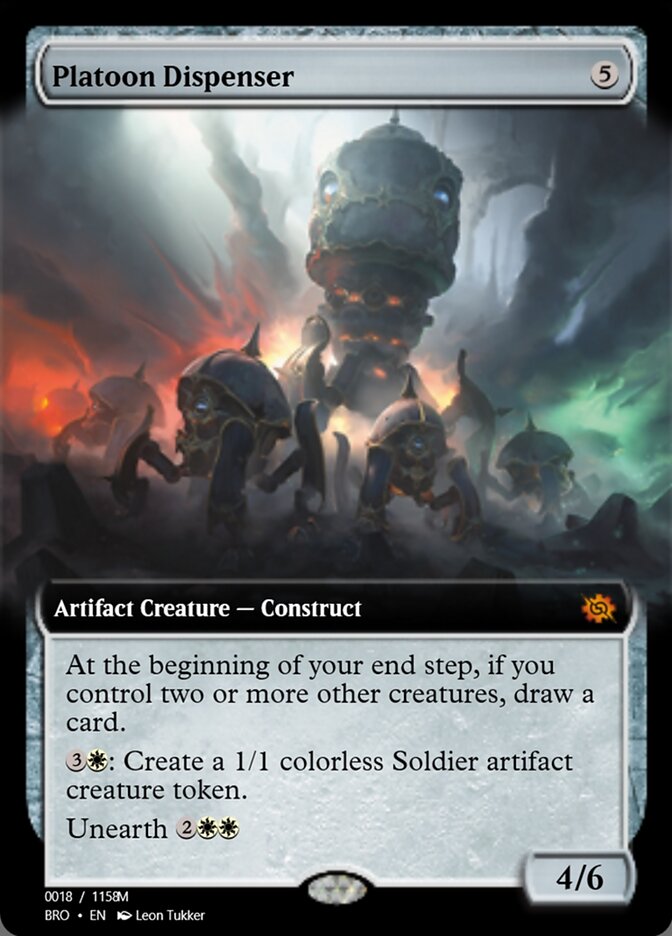 Platoon Dispenser
5
Artifact Creature — Construct
At the beginning of your end step, if you
control two or more other creatures, draw a
card.
3: Create a 1/1 colorless Soldier artifact
creature token.
Unearth 2
4/6
0018 / 1158M
BRO • EN Leon Tukker